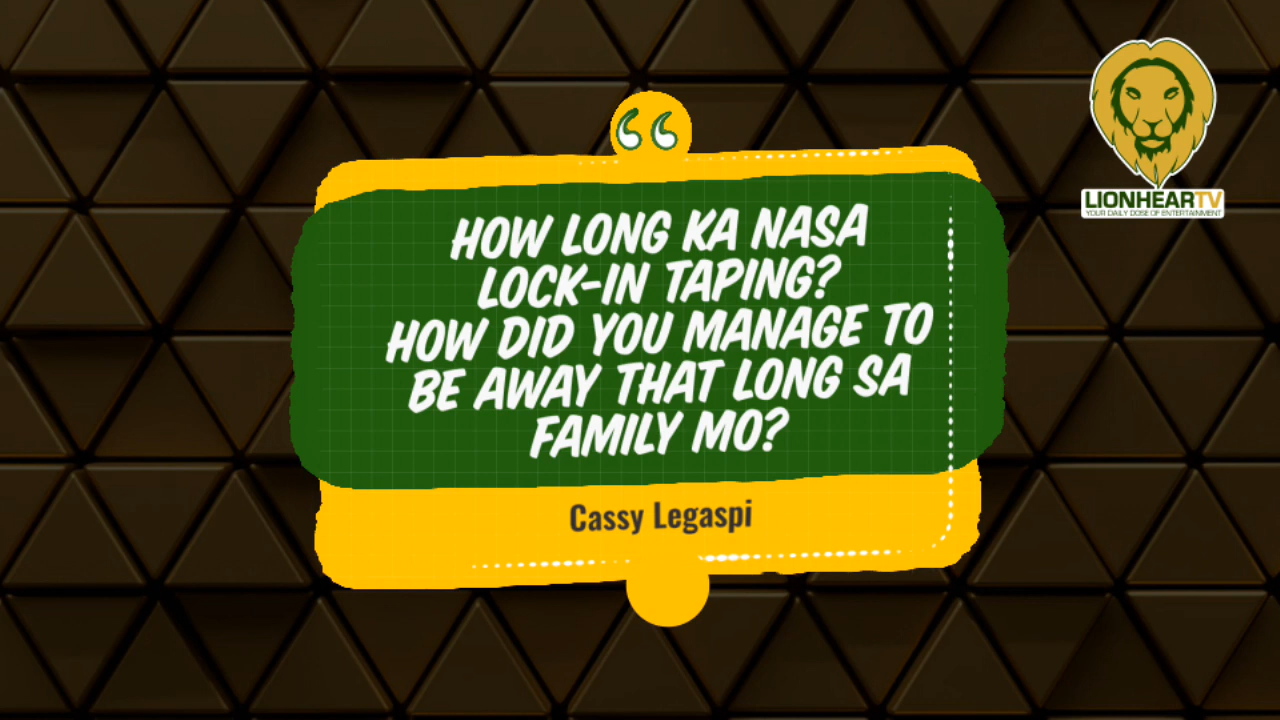 LIONHEARTV
YOUR DAILY DOSE OF ENTERTAINMENT
HOW LONG KA NASA
LOCK-IN TAPING?
HOW DID YOU MANAGE TO
BE AWAY THAT LONG SA
FAMILY MO?
Cassy Legaspi